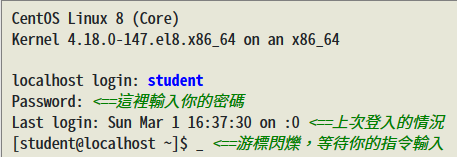 CentOS Linux 8 (Core)
Kernel 4.18.0-147.el8.x86_64 on an x86_64
localhost login: student
Password: <==這裡輸入你的密碼
Last login: Sun Mar 1 16:37:30 on :0 <==上次登入的情況
[student@localhost ~]$ _ <==游標閃爍，等待你的指令輸入